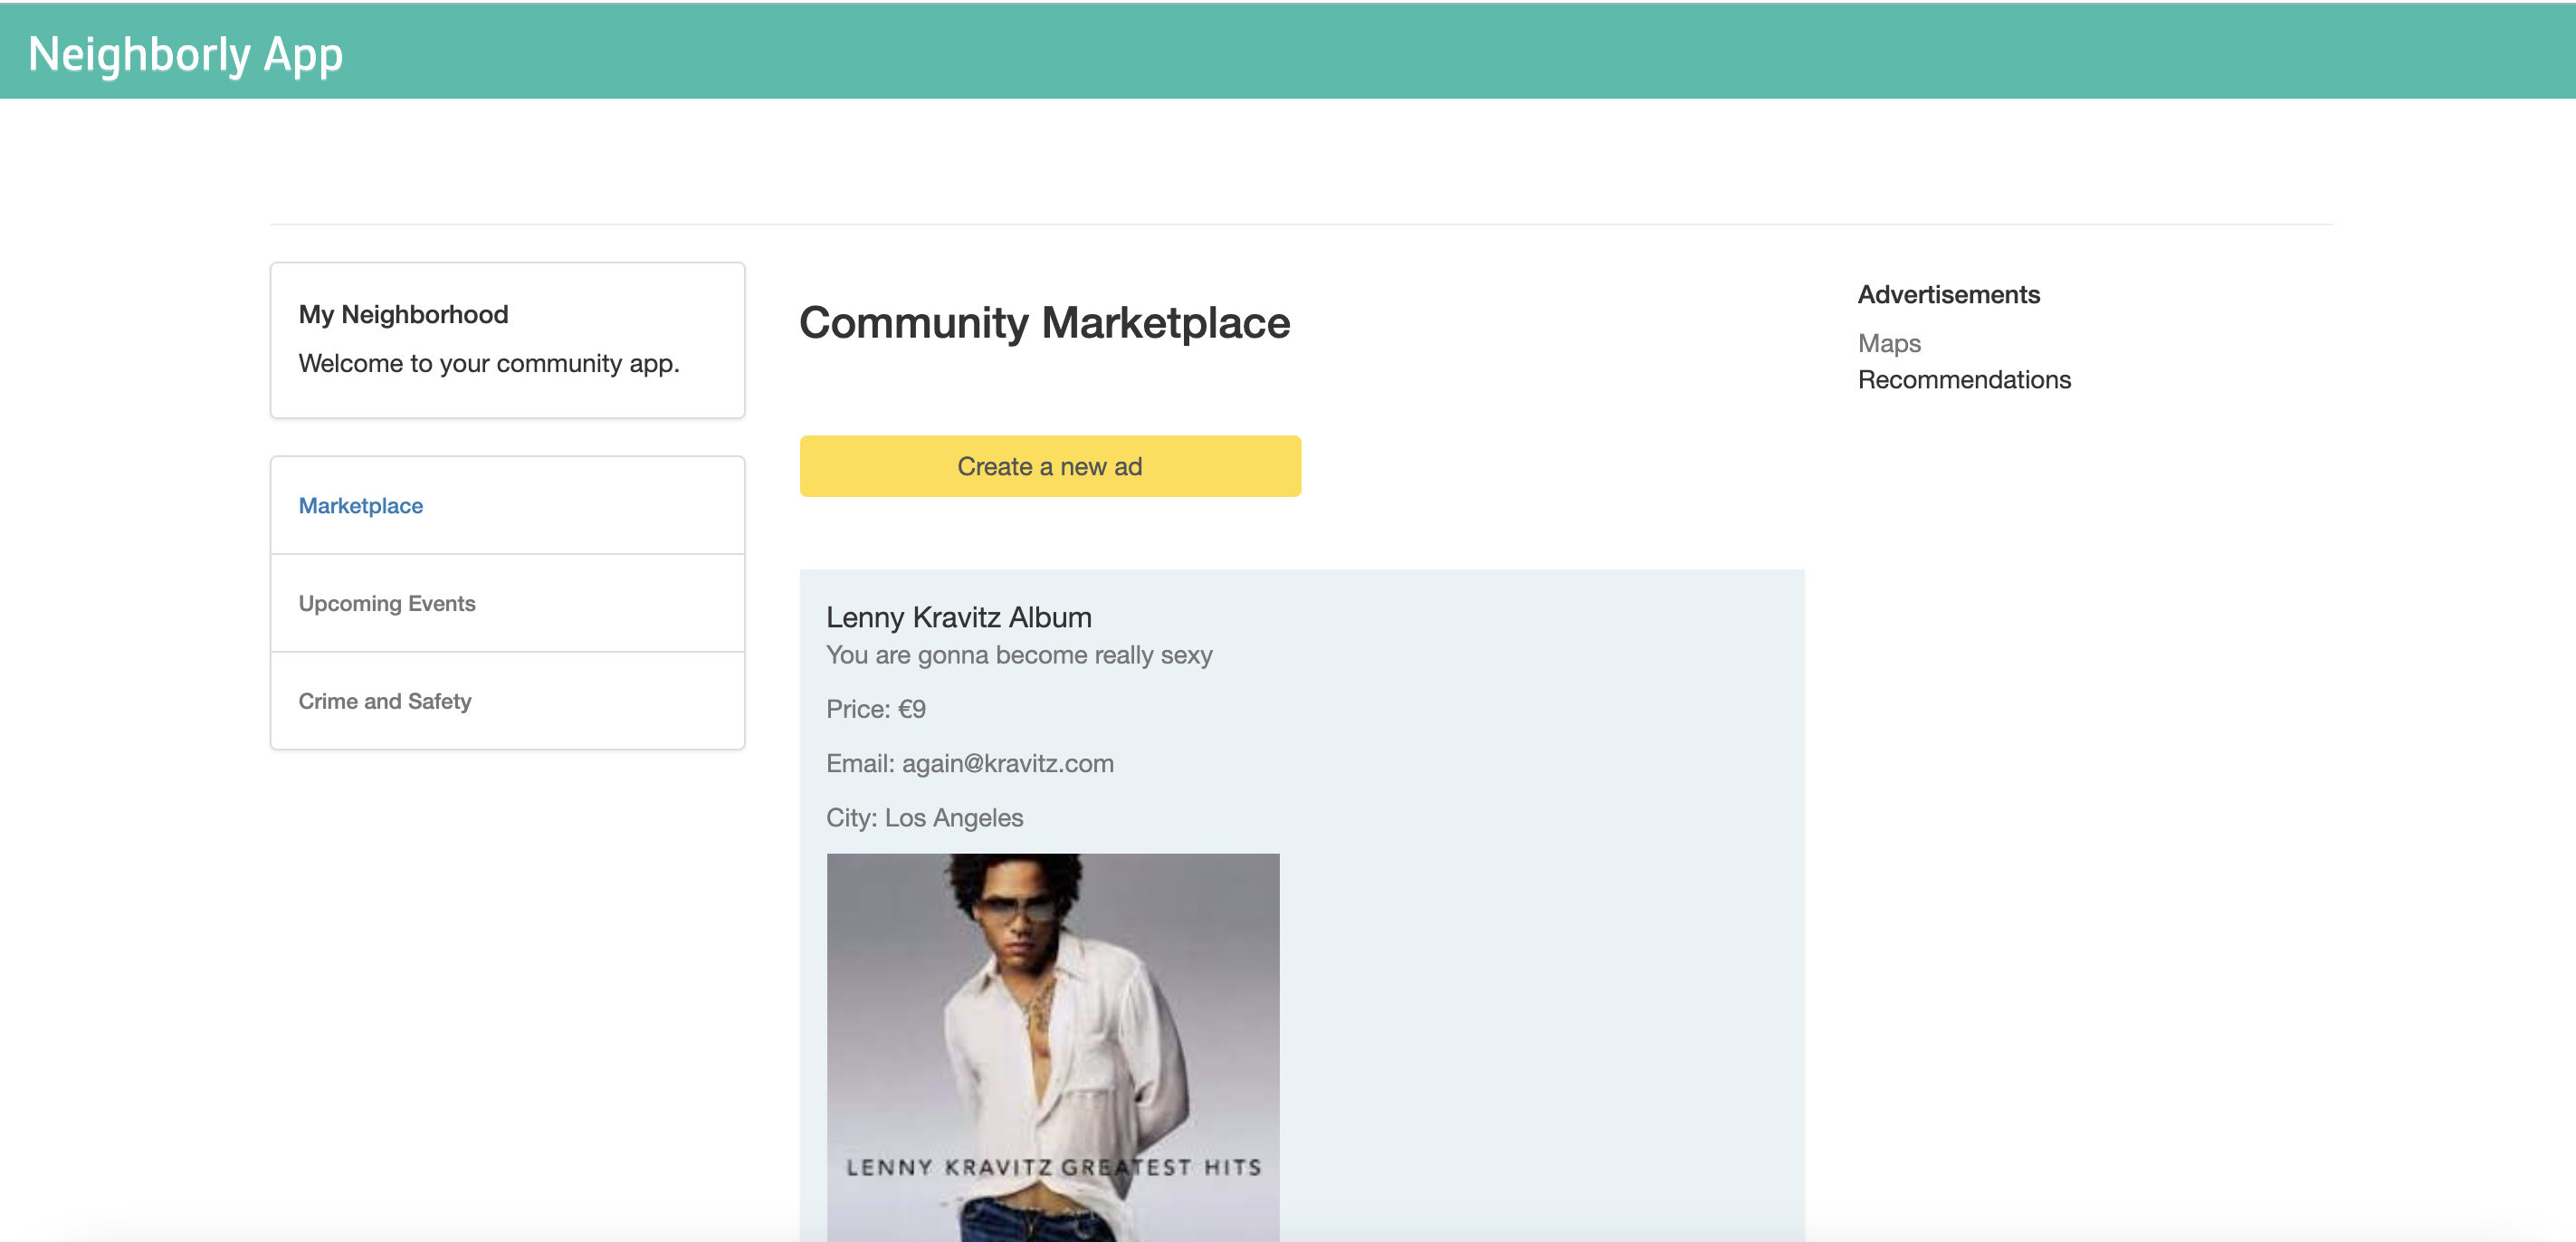 Neighborly App
My Neighborhood
Welcome to your community app.
Marketplace
Upcoming Events
Crime and Safety
Community Marketplace
Create a new ad
Lenny Kravitz Album
You are gonna become really sexy
Price: €9
Email: again@kravitz.com
City: Los Angeles
LENNY KRAVITZ GREATEST HITS
Advertisements
Maps
Recommendations